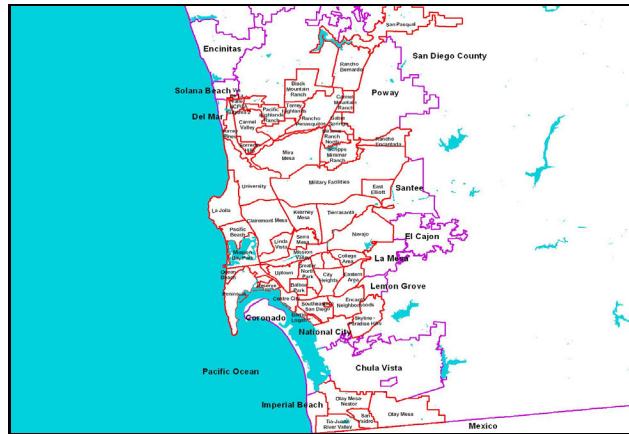 San Pasqual
Encinitas
San Diego County
Rancho
Bernardo
Black
Mountain
Ranch
Solana Beach
Poway
Carmel
Mountain
Ranch
Pacific
Highlands
Ranch
Torrey
Highlands
Del Mar
Carmel
Valley
Rancho
Penasquitos
Sabre
Springs
Miramar
Ranch
North
Rancho
Encantada
Scripps
Miramar
Ranch
Mira
Mesa
University
Military Facilities
East
Elliott
Santee
La Jolla
Clairemont Mesa
Kearney
Mesa
Tierrasanta
Pacific
Beach
Linda
Vista
Serra
Mesa
Navajo
El Cajon
Mission
Valley
College
Area
La Mesa
Ocean
Beach
Uptown
Greater
North
Park
City
Heights
Eastern
Area
Lemon Grove
Peninsula
Balboa
Park
Centre City
Encanto
Neighborhoods
Southeastern
San Diego
Coronado
Skyline -
Paradise Hills
National City
Pacific Ocean
Chula Vista
Imperial Beach
Otay Mesa-
Nestor
Otay Mesa
Tia Juana
River Valley
San
Ysidro
Mexico